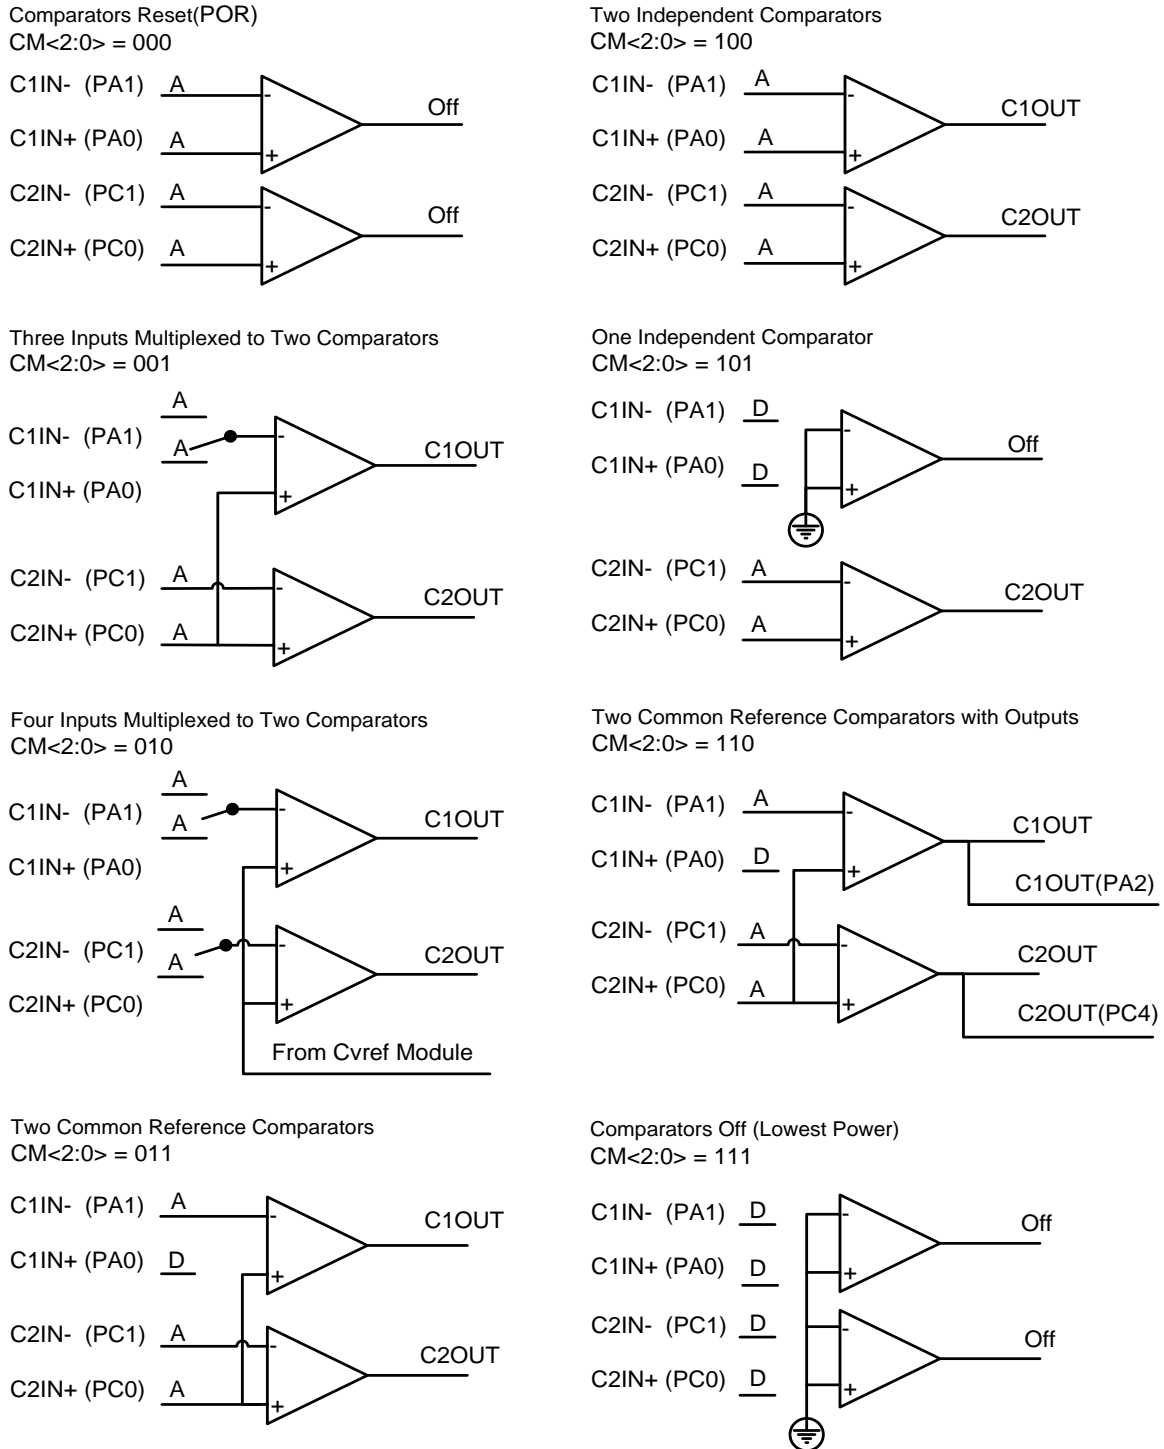 Comparators Reset(POR)
CM<2:0> = 000
C1IN- (PA1) A
-
Off
C1IN+ (PA0) A
+
C2IN- (PC1) A
-
Off
C2IN+ (PC0) A
+
Two Independent Comparators
CM<2:0> = 100
C1IN- (PA1) A
-
C1OUT
C1IN+ (PA0) A
+
C2IN- (PC1) A
-
C2OUT
C2IN+ (PC0) A
+
Three Inputs Multiplexed to Two Comparators
CM<2:0> = 001
A
C1IN- (PA1) A
-
C1OUT
C1IN+ (PA0)
+
C2IN- (PC1) A
-
C2OUT
C2IN+ (PC0) A
+
One Independent Comparator
CM<2:0> = 101
C1IN- (PA1) D
-
Off
C1IN+ (PA0) D
+
C2IN- (PC1) A
-
C2OUT
C2IN+ (PC0) A
+
Four Inputs Multiplexed to Two Comparators
CM<2:0> = 010
A
C1IN- (PA1) A
-
C1OUT
C1IN+ (PA0)
+
A
C2IN- (PC1) A
-
C2OUT
C2IN+ (PC0)
+
From Cvref Module
Two Common Reference Comparators with Outputs
CM<2:0> = 110
C1IN- (PA1) A
-
C1OUT
C1IN+ (PA0) D
+
C1OUT(PA2)
C2IN- (PC1) A
-
C2OUT
C2IN+ (PC0) A
+
C2OUT(PC4)
Two Common Reference Comparators
CM<2:0> = 011
C1IN- (PA1) A
-
C1OUT
C1IN+ (PA0) D
+
C2IN- (PC1) A
-
C2OUT
C2IN+ (PC0) A
+
Comparators Off (Lowest Power)
CM<2:0> = 111
C1IN- (PA1) D
-
Off
C1IN+ (PA0) D
+
C2IN- (PC1) D
-
Off
C2IN+ (PC0) D
+